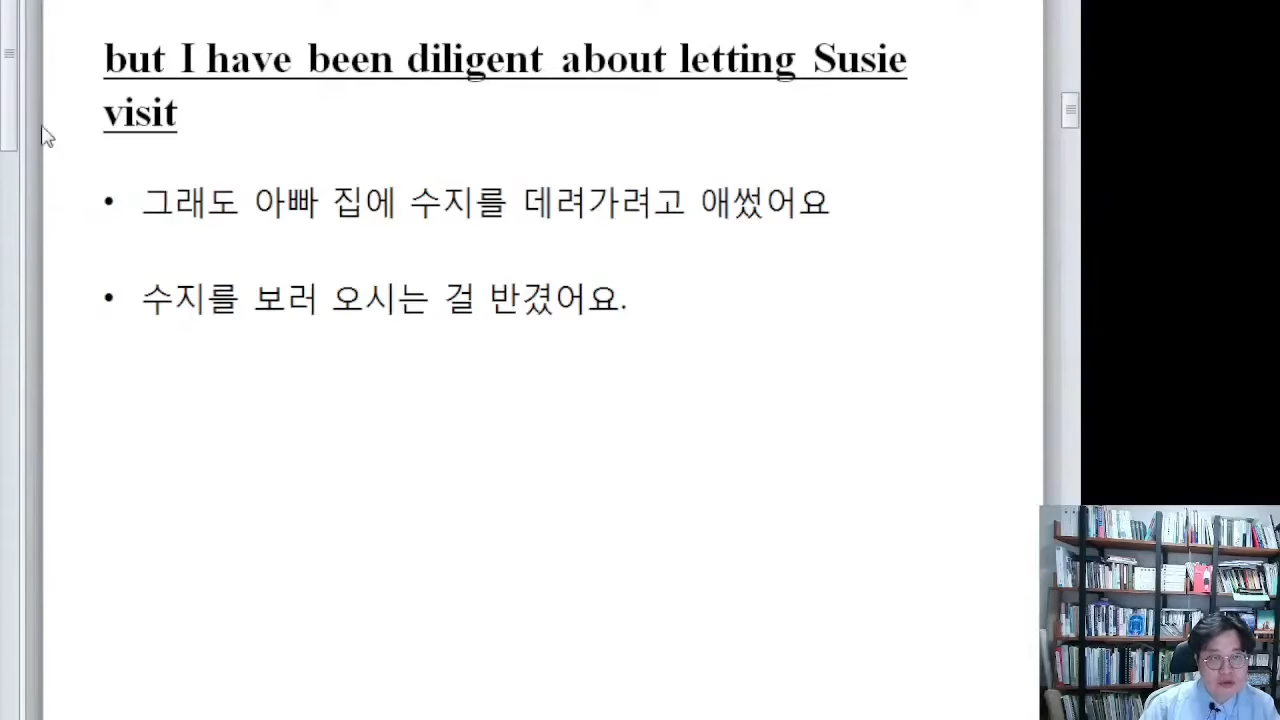 but I have been diligent about letting Susie
visit
• 그래도 아빠 집에 수지를 데려가려고 애썼어요
• 수지를 보러 오시는 걸 반겼어요.